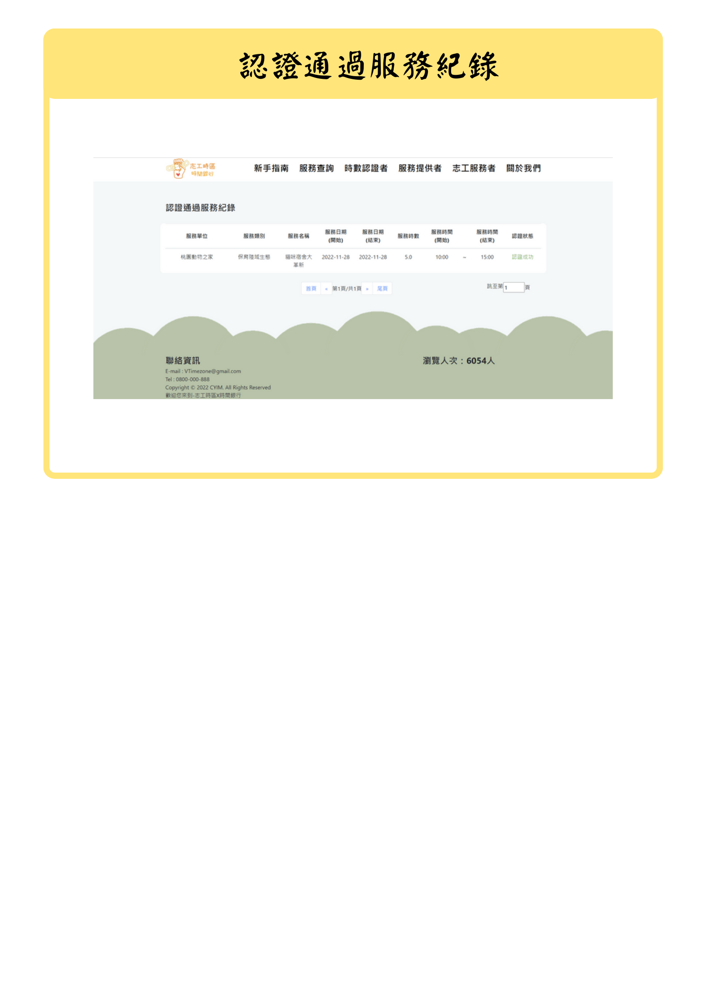 認證通過服務紀錄
志工時區
時間銀行
新手指南 服務查詢 時數認證者 服務提供者 志工服務者 關於我們
認證通過服務紀錄
服務單位 服務類別 服務名稱 服務日期(開始) 服務日期(結束) 服務時數 服務時間(開始) 服務時間(結束) 認證狀態
桃園動物之家 保育陸域生態 貓咪宿舍大革新 2022-11-28 2022-11-28 5.0 10:00 ~ 15:00 認證成功
首頁 « 第1頁/共1頁 » 尾頁 跳至第 1 頁
聯絡資訊
瀏覽人次：6054人
E-mail : VTimezone@gmail.com
Tel : 0800-000-888
Copyright © 2022 CYIM. All Rights Reserved
歡迎您來到-志工時區X時間銀行